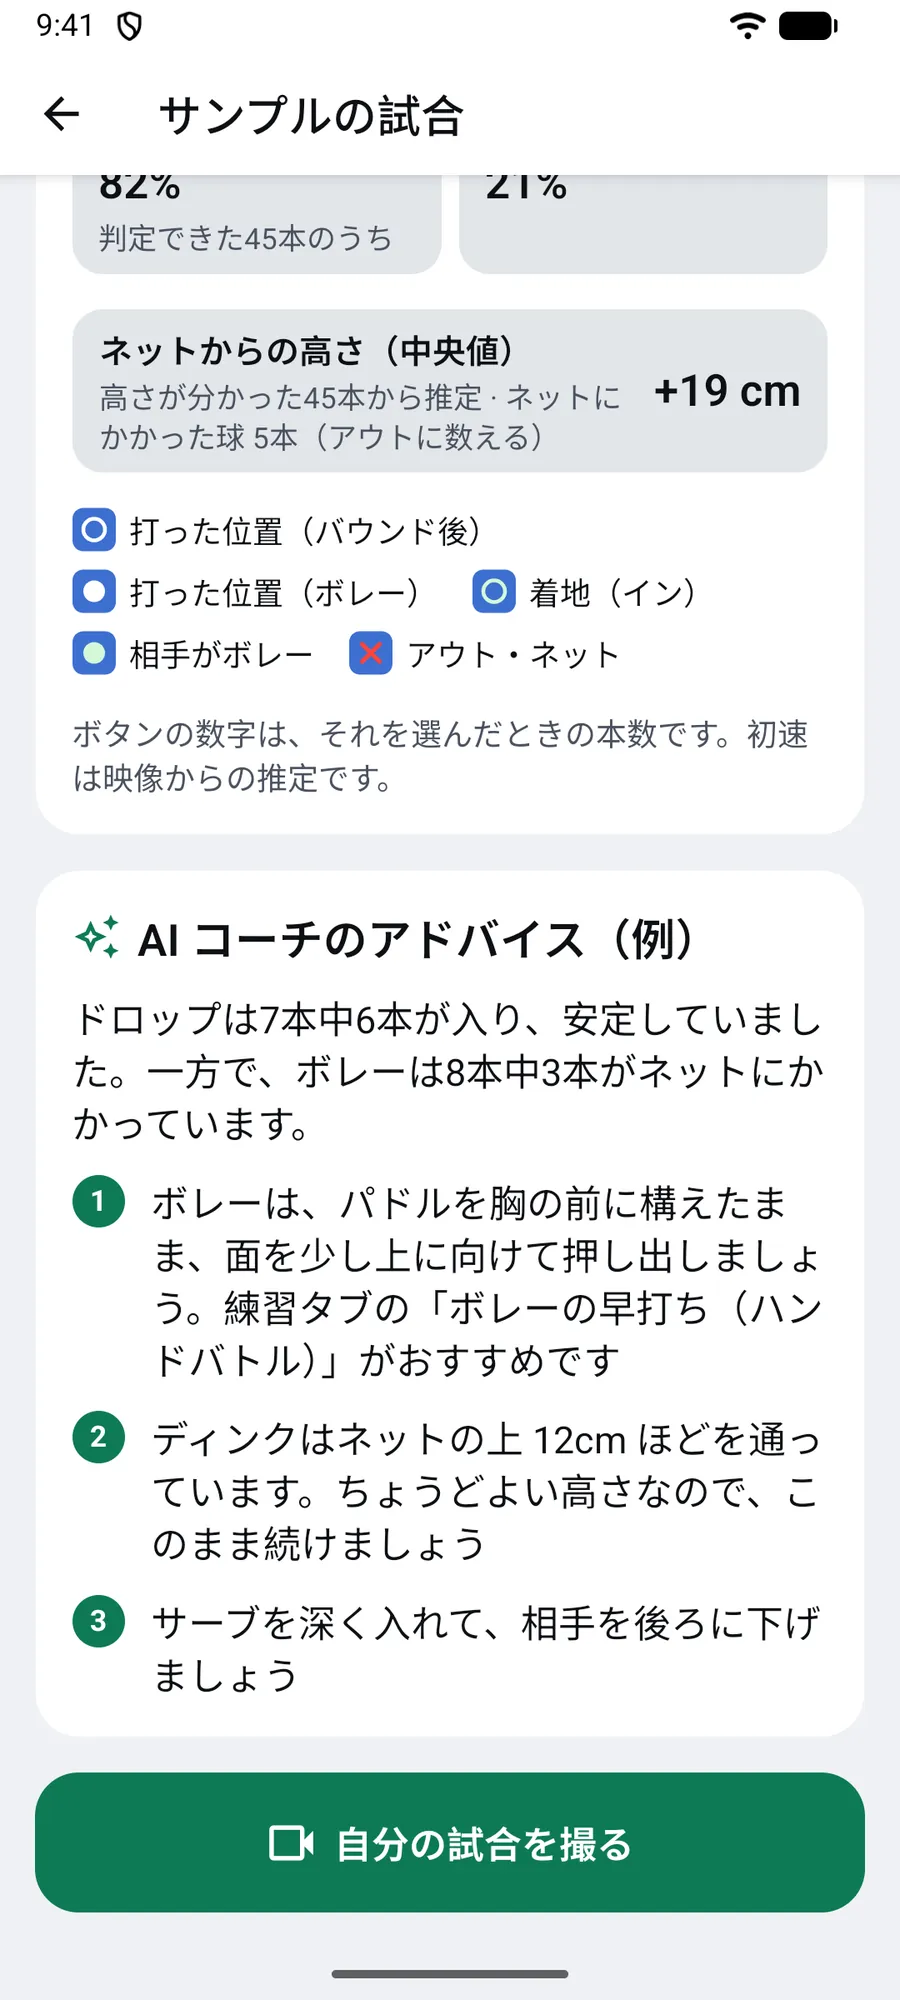 9:41
サンプルの試合
82%
21%
判定できた45本のうち
ネットからの高さ（中央値）
高さが分かった45本から推定 · ネットに
かかった球 5本（アウトに数える）
+19 cm
打った位置（バウンド後）
打った位置（ボレー）
着地（イン）
相手がボレー
アウト・ネット
ボタンの数字は、それを選んだときの本数です。初速
は映像からの推定です。
AI コーチのアドバイス（例）
ドロップは7本中6本が入り、安定していまし
た。一方で、ボレーは8本中3本がネットにか
かっています。
1
ボレーは、パドルを胸の前に構えたま
ま、面を少し上に向けて押し出しましょ
う。練習タブの「ボレーの早打ち（ハン
ドバトル）」がおすすめです
2
ディンクはネットの上 12cm ほどを通っ
ています。ちょうどよい高さなので、こ
のまま続けましょう
3
サーブを深く入れて、相手を後ろに下げ
ましょう
自分の試合を撮る